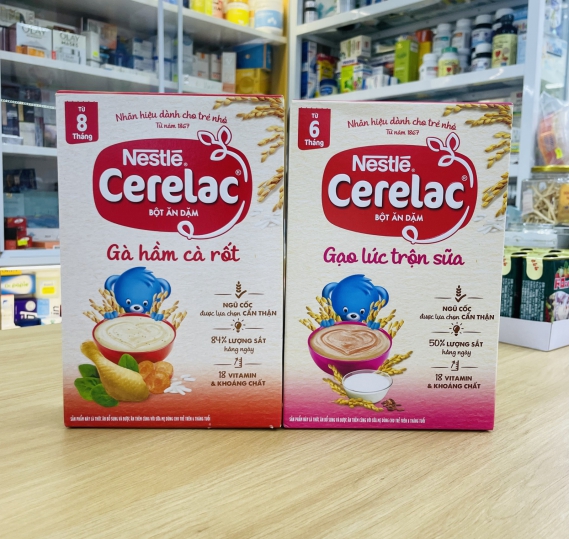 TỪ
8
Tháng
Nhãn hiệu dành cho trẻ nhỏ
Từ năm 1867
Nestlé
Cerelac
BỘT ĂN DẶM
Gà hầm cà rốt
NGŨ CỐC
được lựa chọn CẨN THẬN
84% LƯỢNG SẮT
hàng ngày
18 VITAMIN
& KHOÁNG CHẤT
TỪ
6
Tháng
Nhãn hiệu dành cho trẻ nhỏ
Từ năm 1867
Nestlé
Cerelac
BỘT ĂN DẶM
Gạo lức trộn sữa
NGŨ CỐC
được lựa chọn CẨN THẬN
50% LƯỢNG SẮT
hàng ngày
18 VITAMIN
& KHOÁNG CHẤT
OLAY
OLAY